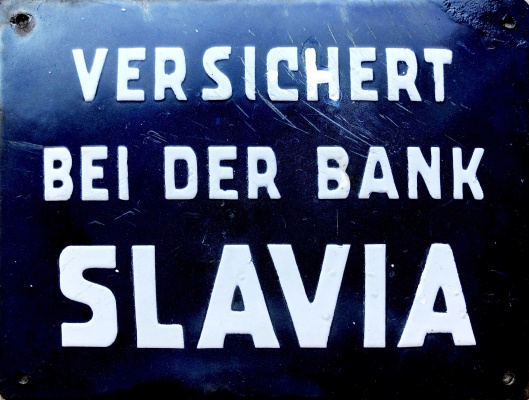 VERSICHERT
BEI DER BANK
SLAVIA